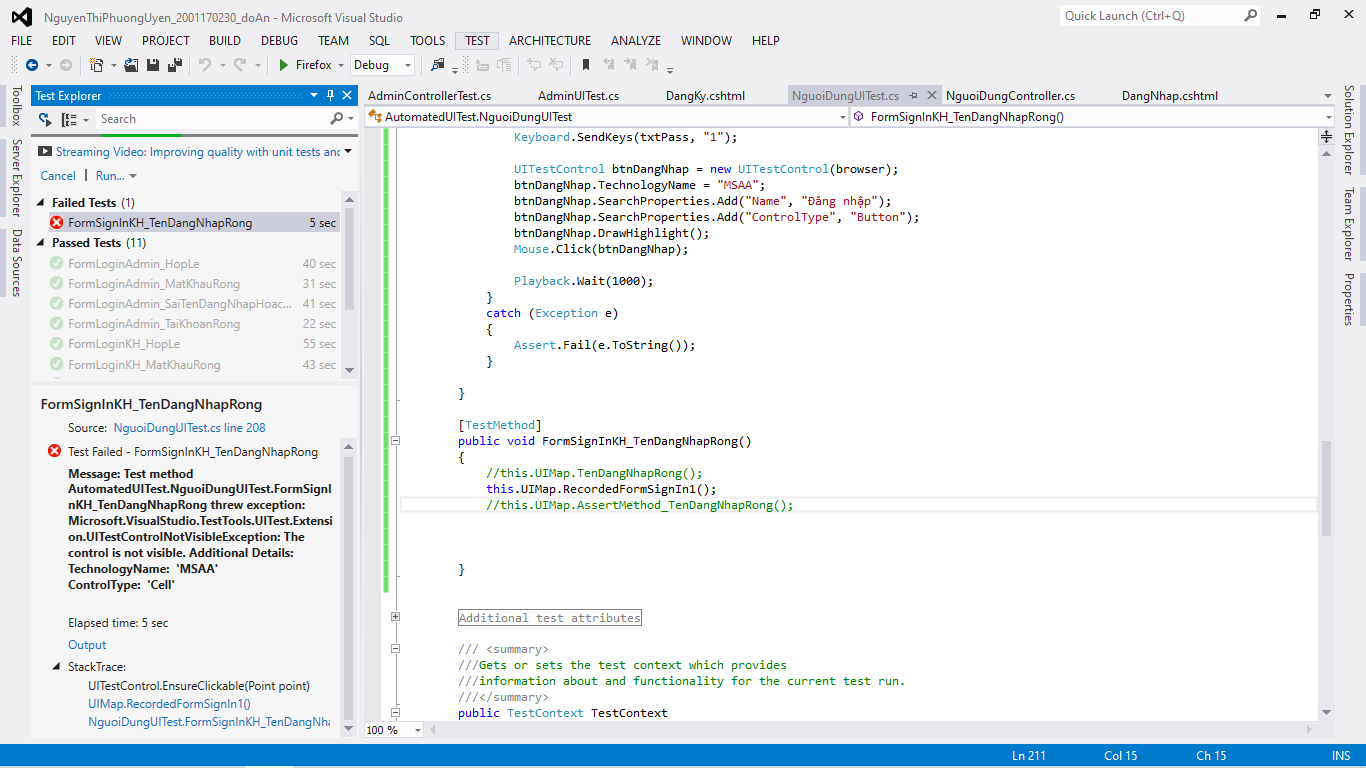 NguyenThiPhuongUyen_2001170230_doAn - Microsoft Visual Studio
Quick Launch (Ctrl+Q)
FILE EDIT VIEW PROJECT BUILD DEBUG TEAM SQL TOOLS TEST ARCHITECTURE ANALYZE WINDOW HELP
Firefox Debug
Toolbox
Server Explorer
Data Sources
Test Explorer
Search
Streaming Video: Improving quality with unit tests and
Cancel | Run...
Failed Tests (1)
FormSignInKH_TenDangNhapRong 5 sec
Passed Tests (11)
FormLoginAdmin_HopLe 40 sec
FormLoginAdmin_MatKhauRong 31 sec
FormLoginAdmin_SaiTenDangNhapHoac... 41 sec
FormLoginAdmin_TaiKhoanRong 22 sec
FormLoginKH_HopLe 55 sec
FormLoginKH_MatKhauRong 43 sec
FormSignInKH_TenDangNhapRong
Source: NguoiDungUITest.cs line 208
Test Failed - FormSignInKH_TenDangNhapRong
Message: Test method
AutomatedUITest.NguoiDungUITest.FormSignI
nKH_TenDangNhapRong threw exception:
Microsoft.VisualStudio.TestTools.UITest.Extensi
on.UITestControlNotVisibleException: The
control is not visible. Additional Details:
TechnologyName: 'MSAA'
ControlType: 'Cell'
Elapsed time: 5 sec
Output
StackTrace:
UITestControl.EnsureClickable(Point point)
UIMap.RecordedFormSignIn1()
NguoiDungUITest.FormSignInKH_TenDangNha
AdminControllerTest.cs AdminUITest.cs DangKy.cshtml NguoiDungUITest.cs NguoiDungController.cs DangNhap.cshtml
AutomatedUITest.NguoiDungUITest FormSignInKH_TenDangNhapRong()
Keyboard.SendKeys(txtPass, "1");
UITestControl btnDangNhap = new UITestControl(browser);
btnDangNhap.TechnologyName = "MSAA";
btnDangNhap.SearchProperties.Add("Name", "Đăng nhập");
btnDangNhap.SearchProperties.Add("ControlType", "Button");
btnDangNhap.DrawHighlight();
Mouse.Click(btnDangNhap);
Playback.Wait(1000);
}
catch (Exception e)
{
Assert.Fail(e.ToString());
}
}
[TestMethod]
public void FormSignInKH_TenDangNhapRong()
{
//this.UIMap.TenDangNhapRong();
this.UIMap.RecordedFormSignIn1();
//this.UIMap.AssertMethod_TenDangNhapRong();
}
Additional test attributes
/// <summary>
///Gets or sets the test context which provides
///information about and functionality for the current test run.
///</summary>
public TestContext TestContext
100 %
Solution Explorer
Team Explorer
Properties
Ln 211 Col 15 Ch 15 INS